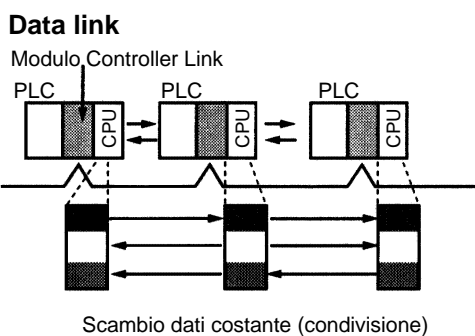 Data link
Modulo Controller Link
PLC PLC PLC
CPU CPU CPU
Scambio dati costante (condivisione)